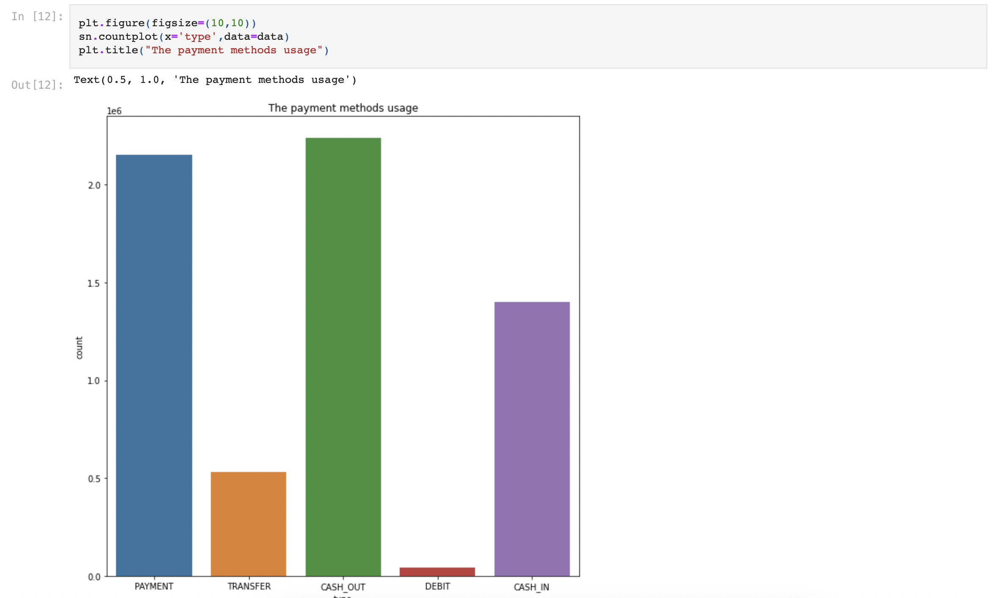 In [12]:
plt.figure(figsize=(10,10))
sn.countplot(x='type',data=data)
plt.title("The payment methods usage")
Out[12]:
Text(0.5, 1.0, 'The payment methods usage')
The payment methods usage
1e6
2.0
1.5
1.0
0.5
0.0
count
PAYMENT TRANSFER CASH_OUT DEBIT CASH_IN